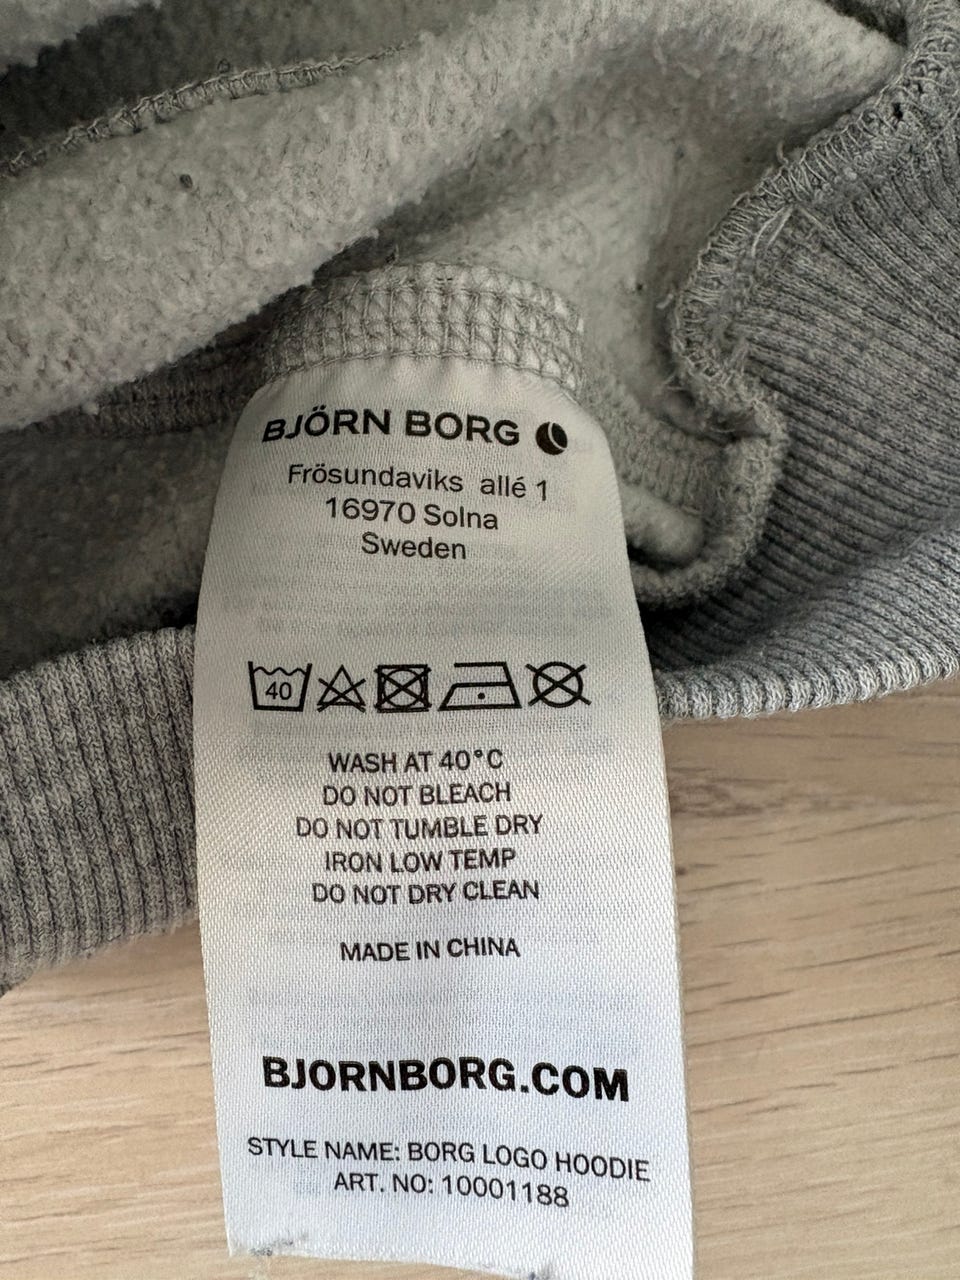 BJÖRN BORG
Frösundaviks allé 1
16970 Solna
Sweden
40
WASH AT 40°C
DO NOT BLEACH
DO NOT TUMBLE DRY
IRON LOW TEMP
DO NOT DRY CLEAN
MADE IN CHINA
BJORNBORG.COM
STYLE NAME: BORG LOGO HOODIE
ART. NO: 10001188